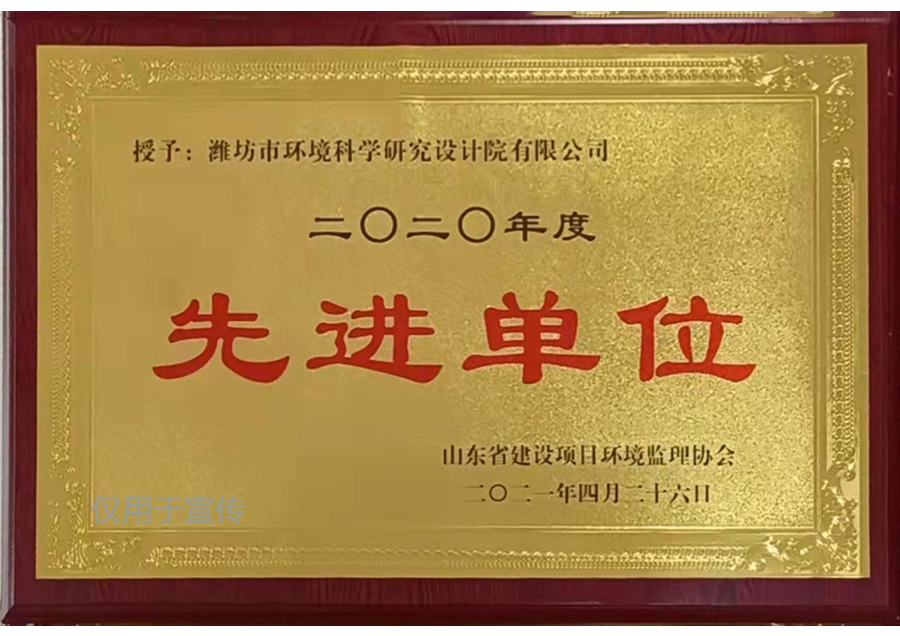 授予：潍坊市环境科学研究设计院有限公司
二〇二〇年度
先进单位
山东省建设项目环境监理协会
二〇二一年四月二十六日
仅用于宣传